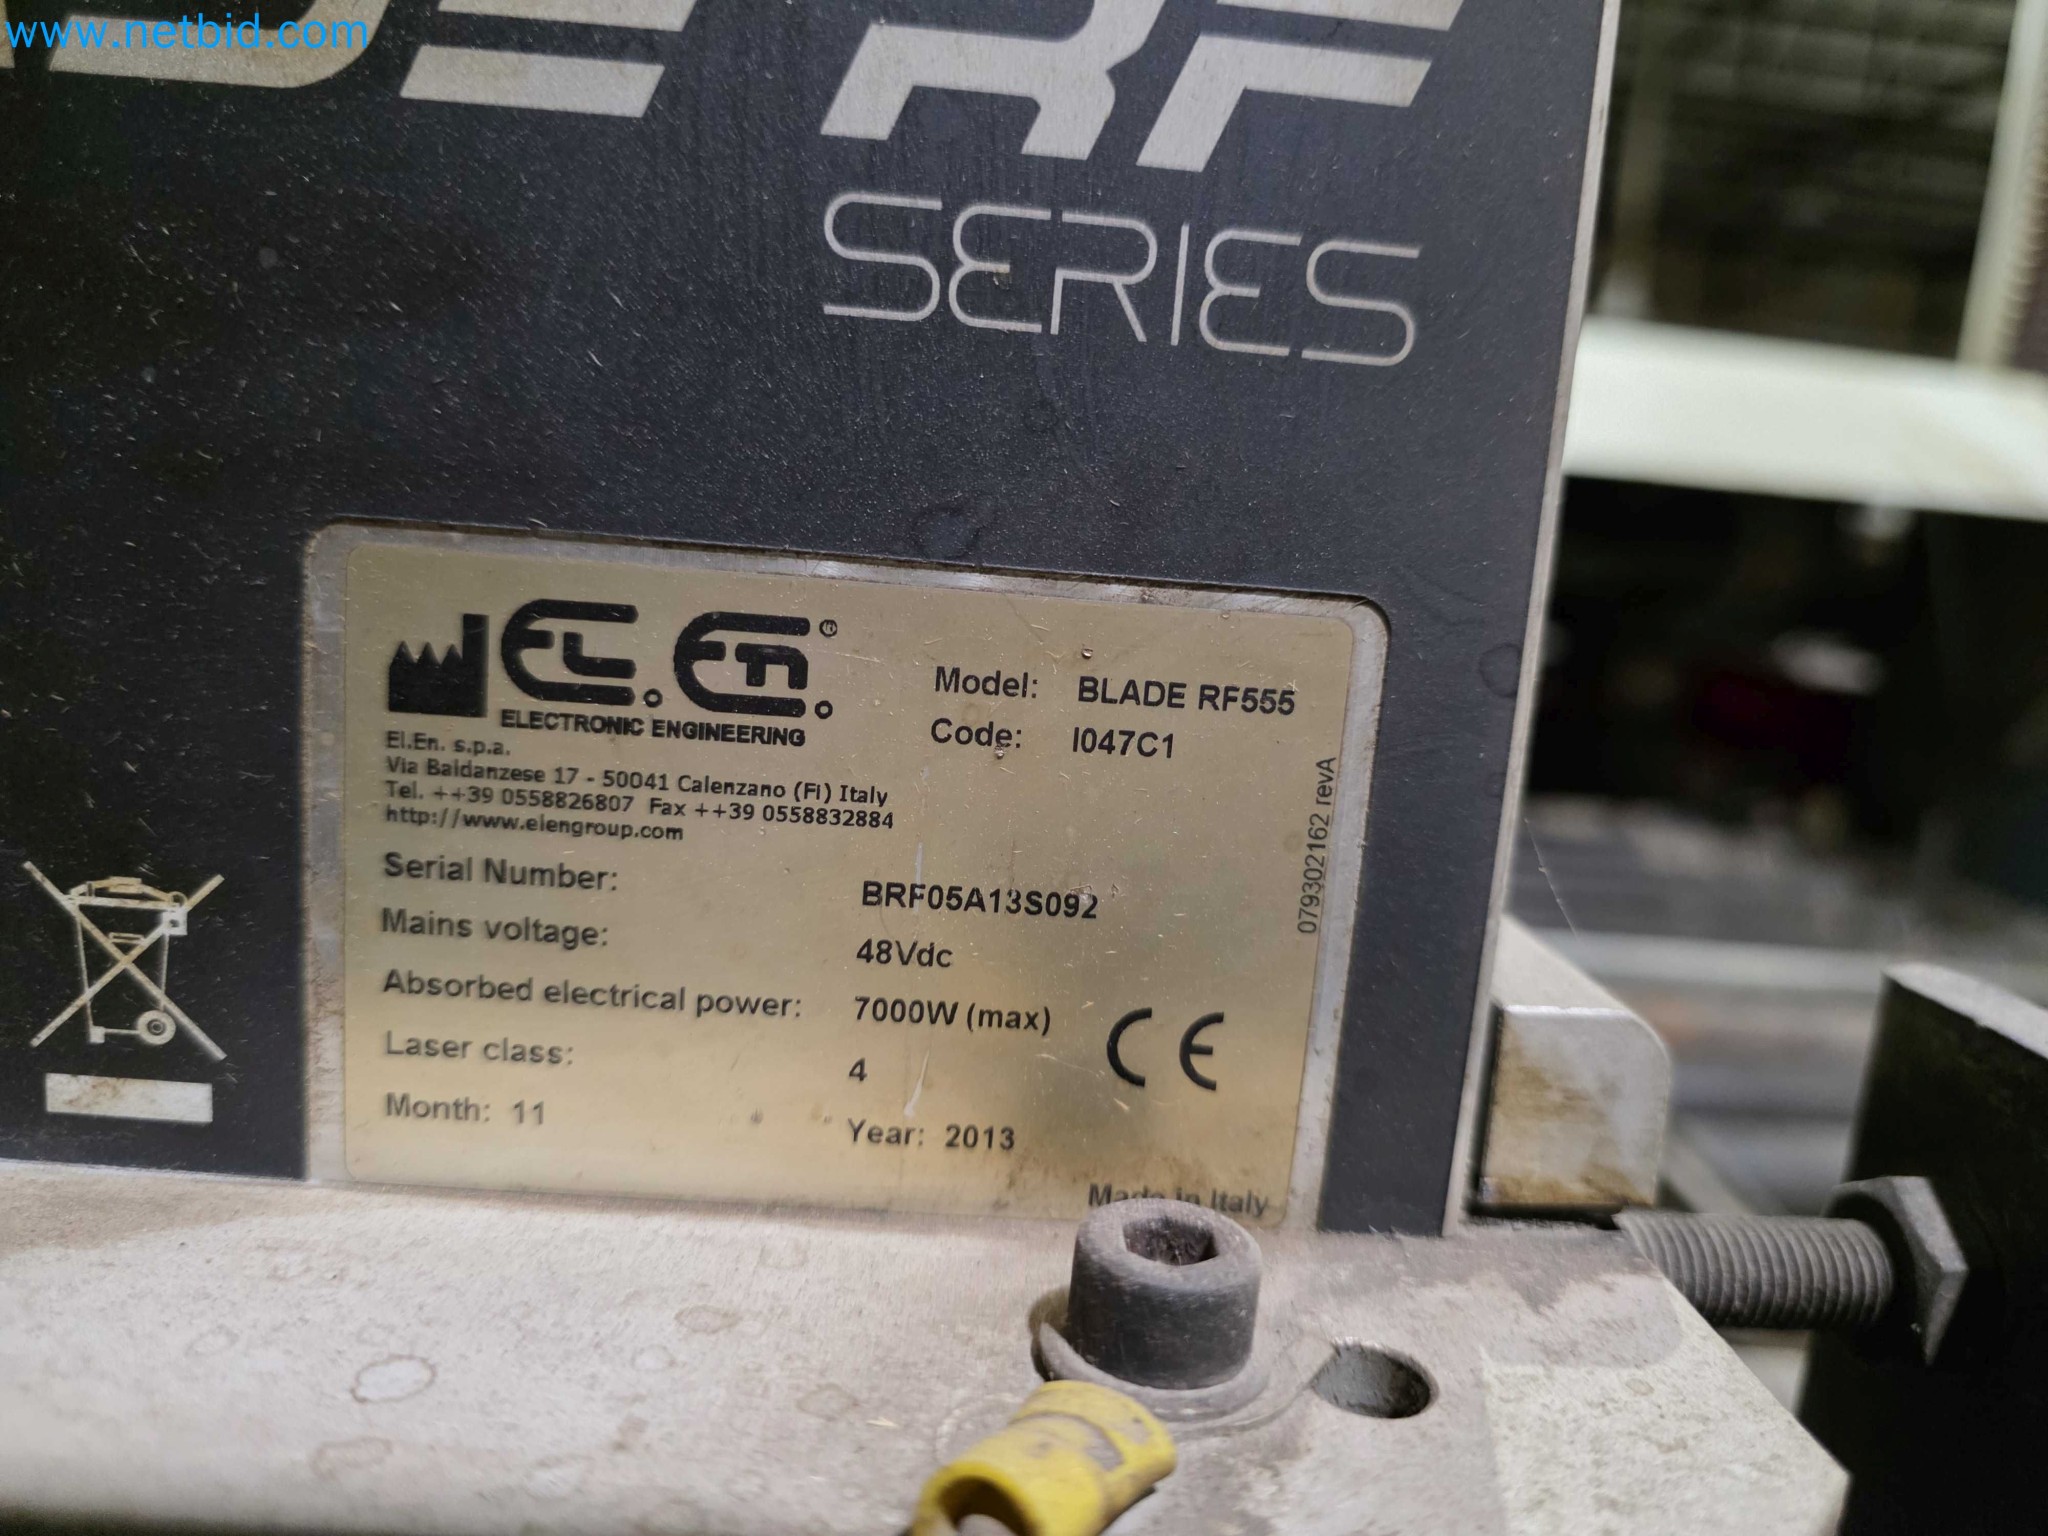 www.netbid.com
RF
SERIES
EL.En.®
ELECTRONIC ENGINEERING
El.En. s.p.a.
Via Baldanzese 17 - 50041 Calenzano (Fi) Italy
Tel. ++39 0558826807 Fax ++39 0558832884
http://www.elengroup.com
Model: BLADE RF555
Code: I047C1
Serial Number: BRF05A13S092
Mains voltage: 48Vdc
Absorbed electrical power: 7000W (max)
Laser class: 4
Month: 11 Year: 2013
CE
Made in Italy
079302162 revA